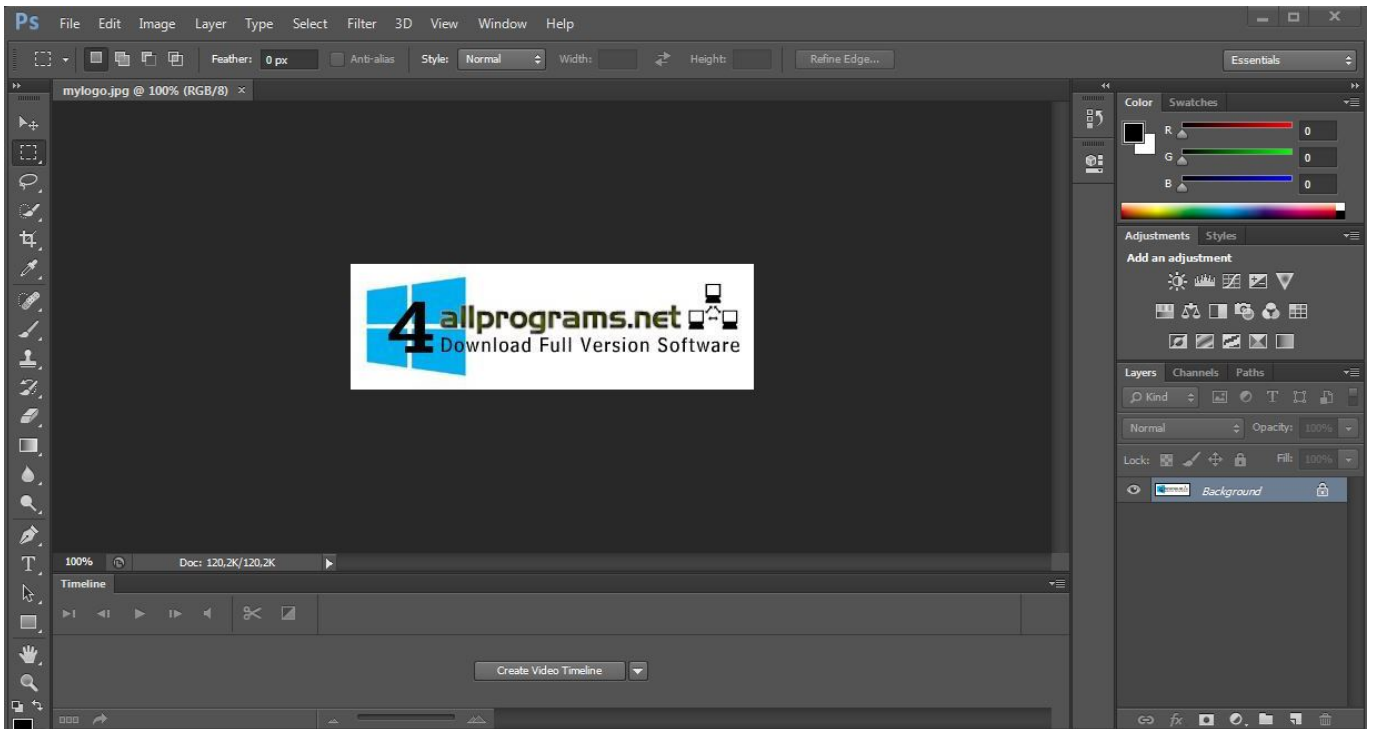 Ps File Edit Image Layer Type Select Filter 3D View Window Help
Feather: 0 px Anti-alias Style: Normal Width: Height: Refine Edge... Essentials
mylogo.jpg @ 100% (RGB/8) ×
Color Swatches
R 0
G 0
B 0
Adjustments Styles
Add an adjustment
4allprograms.net
Download Full Version Software
Layers Channels Paths
Kind T
Normal Opacity: 100%
Lock: Fill: 100%
Background
T
100% Doc: 120,2K/120,2K
Timeline
Create Video Timeline
fx